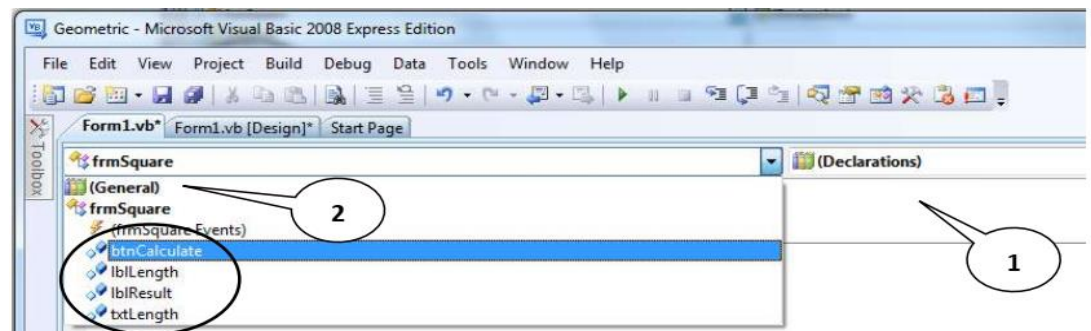 Geometric - Microsoft Visual Basic 2008 Express Edition
File Edit View Project Build Debug Data Tools Window Help
Form1.vb* Form1.vb [Design]* Start Page
Toolbox
frmSquare (Declarations)
(General)
frmSquare
(frmSquare Events)
btnCalculate
lblLength
lblResult
txtLength
2
1